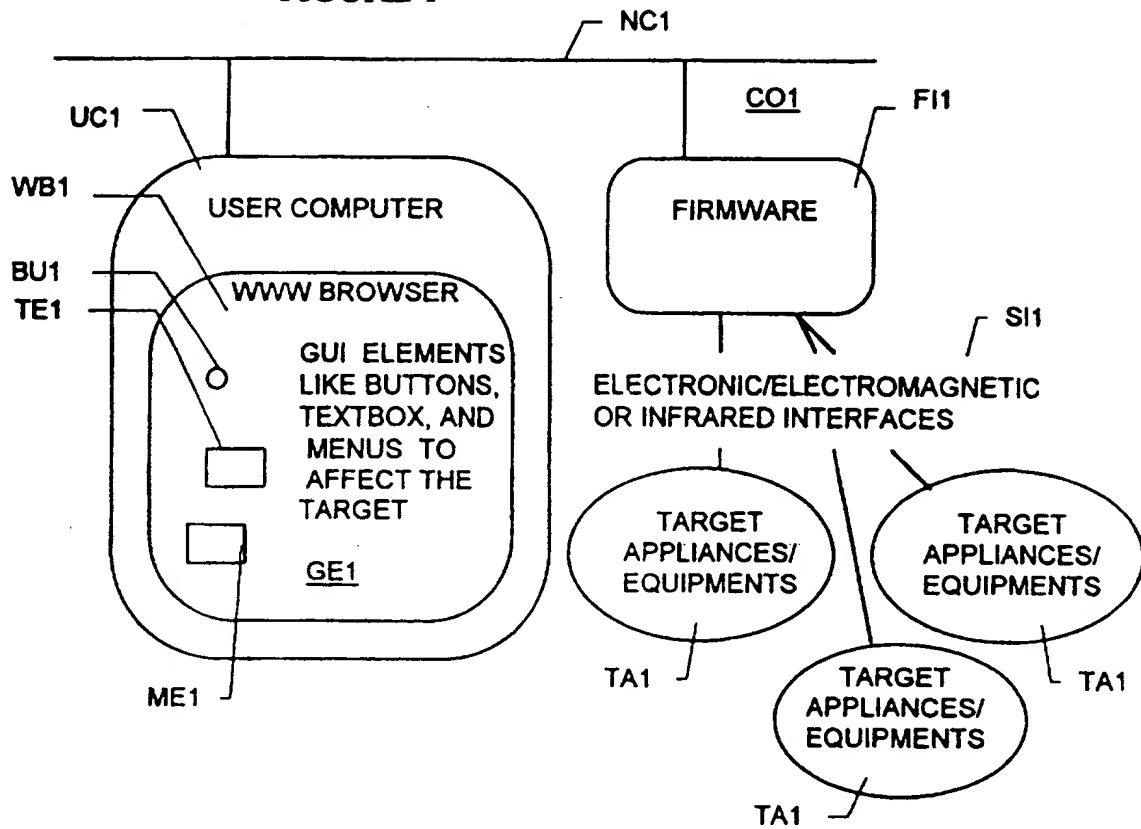 NC1
CO1
FI1
UC1
WB1
USER COMPUTER
FIRMWARE
BU1
TE1
WWW BROWSER
SI1
GUI ELEMENTS
LIKE BUTTONS,
TEXTBOX, AND
MENUS TO
AFFECT THE
TARGET
ELECTRONIC/ELECTROMAGNETIC
OR INFRARED INTERFACES
GE1
TARGET
APPLIANCES/
EQUIPMENTS
TARGET
APPLIANCES/
EQUIPMENTS
ME1
TA1
TA1
TARGET
APPLIANCES/
EQUIPMENTS
TA1